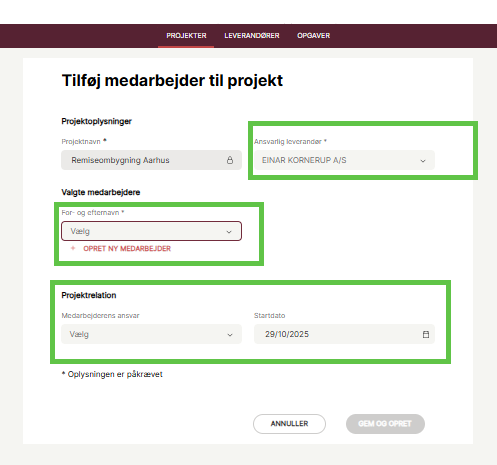 PROJEKTER LEVERANDØRER OPGAVER
Tilføj medarbejder til projekt
Projektoplysninger
Projektnavn * Ansvarlig leverandør *
Remiseombygning Aarhus EINAR KORNERUP A/S
Valgte medarbejdere
For- og efternavn *
Vælg
+ OPRET NY MEDARBEJDER
Projektrelation
Medarbejderens ansvar Startdato
Vælg 29/10/2025
* Oplysningen er påkrævet
ANNULLER GEM OG OPRET